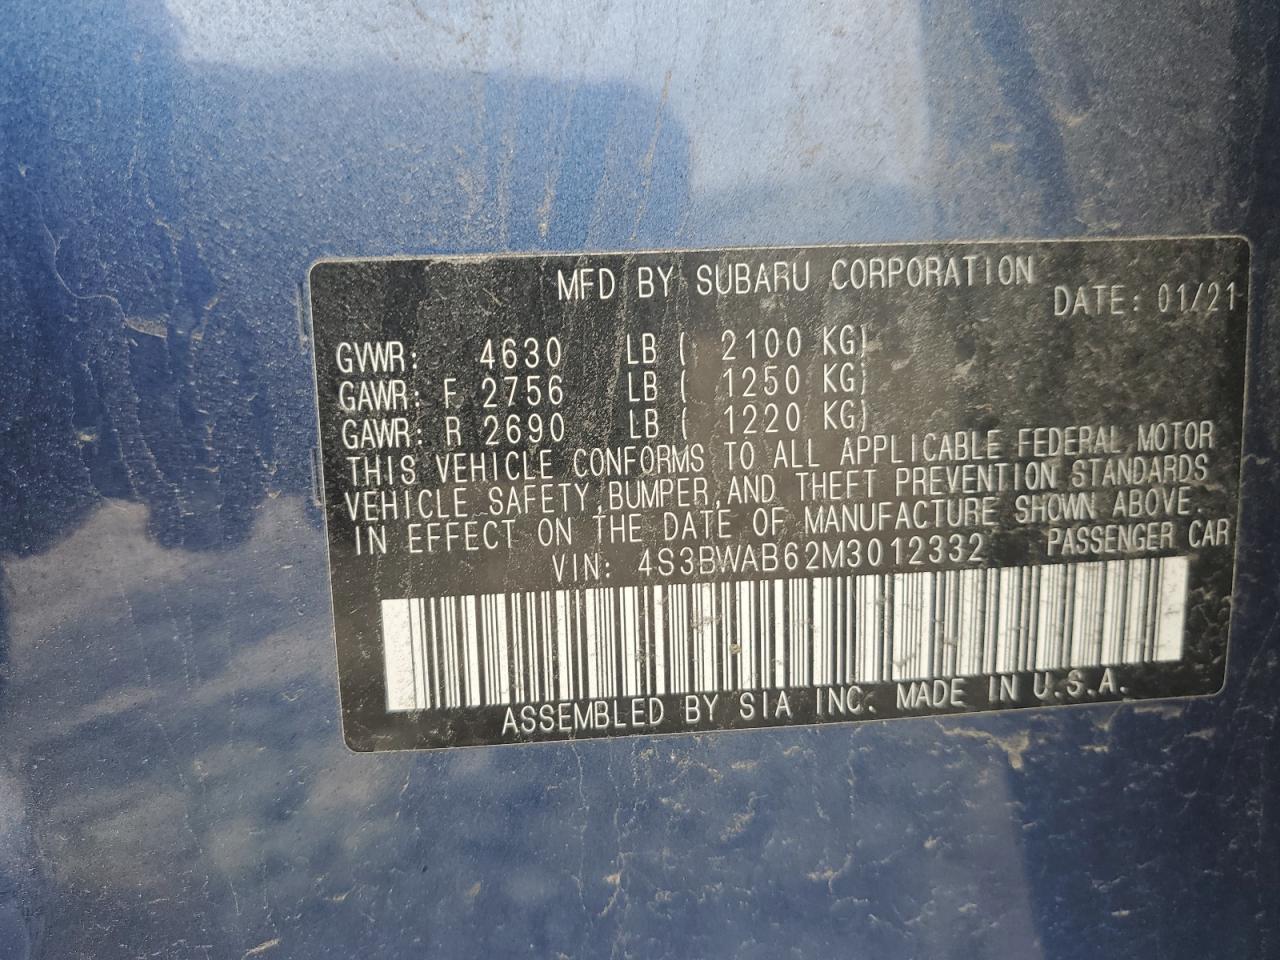 MFD BY SUBARU CORPORATION
DATE: 01/21
GVWR: 4630 LB ( 2100 KG)
GAWR: F 2756 LB ( 1250 KG)
GAWR: R 2690 LB ( 1220 KG)
THIS VEHICLE CONFORMS TO ALL APPLICABLE FEDERAL MOTOR
VEHICLE SAFETY, BUMPER, AND THEFT PREVENTION STANDARDS
IN EFFECT ON THE DATE OF MANUFACTURE SHOWN ABOVE.
VIN: 4S3BWAB62M3012332 PASSENGER CAR
ASSEMBLED BY SIA INC. MADE IN U.S.A.